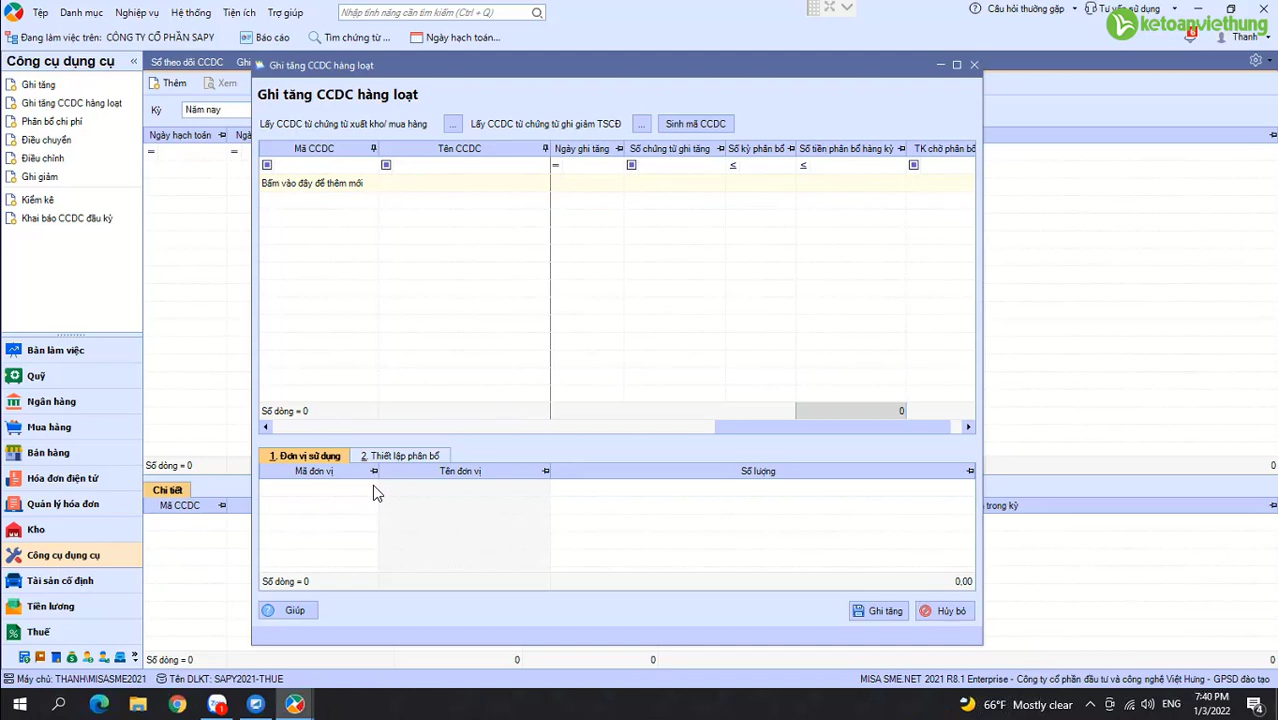 Tệp Danh mục Nghiệp vụ Hệ thống Tiện ích Trợ giúp Nhập tính năng cần tìm kiếm (Ctrl + Q) Câu hỏi thường gặp Tư vấn sử dụng
ketoanviethung
Đang làm việc trên: CÔNG TY CỔ PHẦN SAPY Báo cáo Tìm chứng từ ... Ngày hạch toán... 8 Thanh
Công cụ dụng cụ « Sổ theo dõi CCDC Ghi Ghi tăng CCDC hàng loạt
Ghi tăng Thêm Xem
Ghi tăng CCDC hàng loạt
Ghi tăng CCDC hàng loạt
Phân bổ chi phí
Điều chuyển
Điều chỉnh
Ghi giảm
Kiểm kê
Khai báo CCDC đầu kỳ
Kỳ Năm nay
Ngày hạch toán Ngà
= =
Lấy CCDC từ chứng từ xuất kho/ mua hàng ... Lấy CCDC từ chứng từ ghi giảm TSCĐ ... Sinh mã CCDC
Mã CCDC Tên CCDC Ngày ghi tăng Số chứng từ ghi tăng Số kỳ phân bổ Số tiền phân bổ hàng kỳ TK chờ phân bổ
= ≤ ≤
Bấm vào đây để thêm mới
Số dòng = 0 0
1. Đơn vị sử dụng 2. Thiết lập phân bổ
Mã đơn vị Tên đơn vị Số lượng
Số dòng = 0 0.00
Giúp Ghi tăng Hủy bỏ
Bàn làm việc
Quỹ
Ngân hàng
Mua hàng
Bán hàng
Hóa đơn điện tử
Quản lý hóa đơn
Kho
Công cụ dụng cụ
Tài sản cố định
Tiền lương
Thuế
Số dòng = 0 0
Chi tiết
Mã CCDC n trong kỳ
Số dòng = 0 0 0 0
Máy chủ: THANH\MISASME2021 Tên DLKT: SAPY2021-THUE MISA SME.NET 2021 R8.1 Enterprise - Công ty cổ phần đầu tư và công nghệ Việt Hưng - GPSD đào tạo
1 66°F Mostly clear 7:40 PM
1/3/2022 4